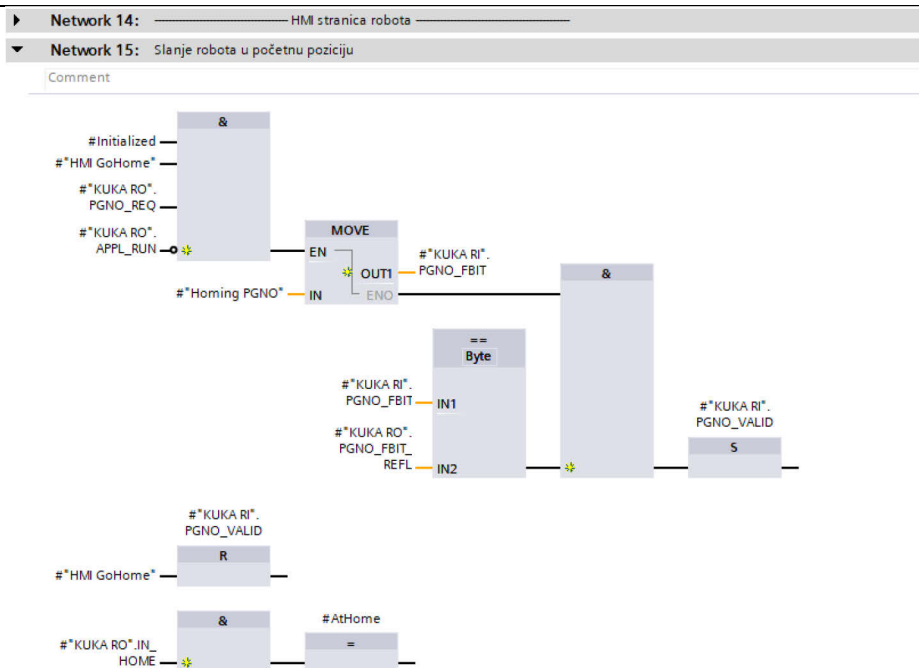 Network 14: ---------------------------- HMI stranica robota --------------------------------
Network 15: Slanje robota u početnu poziciju
Comment
&
#Initialized
#"HMI GoHome"
#"KUKA RO".
PGNO_REQ
#"KUKA RO".
APPL_RUN
MOVE
EN
OUT1
#"KUKA RI".
PGNO_FBIT
#"Homing PGNO"
IN
ENO
&
==
Byte
#"KUKA RI".
PGNO_FBIT
IN1
#"KUKA RO".
PGNO_FBIT_
REFL
IN2
#"KUKA RI".
PGNO_VALID
S
#"KUKA RI".
PGNO_VALID
R
#"HMI GoHome"
&
#"KUKA RO".IN_
HOME
#AtHome
=